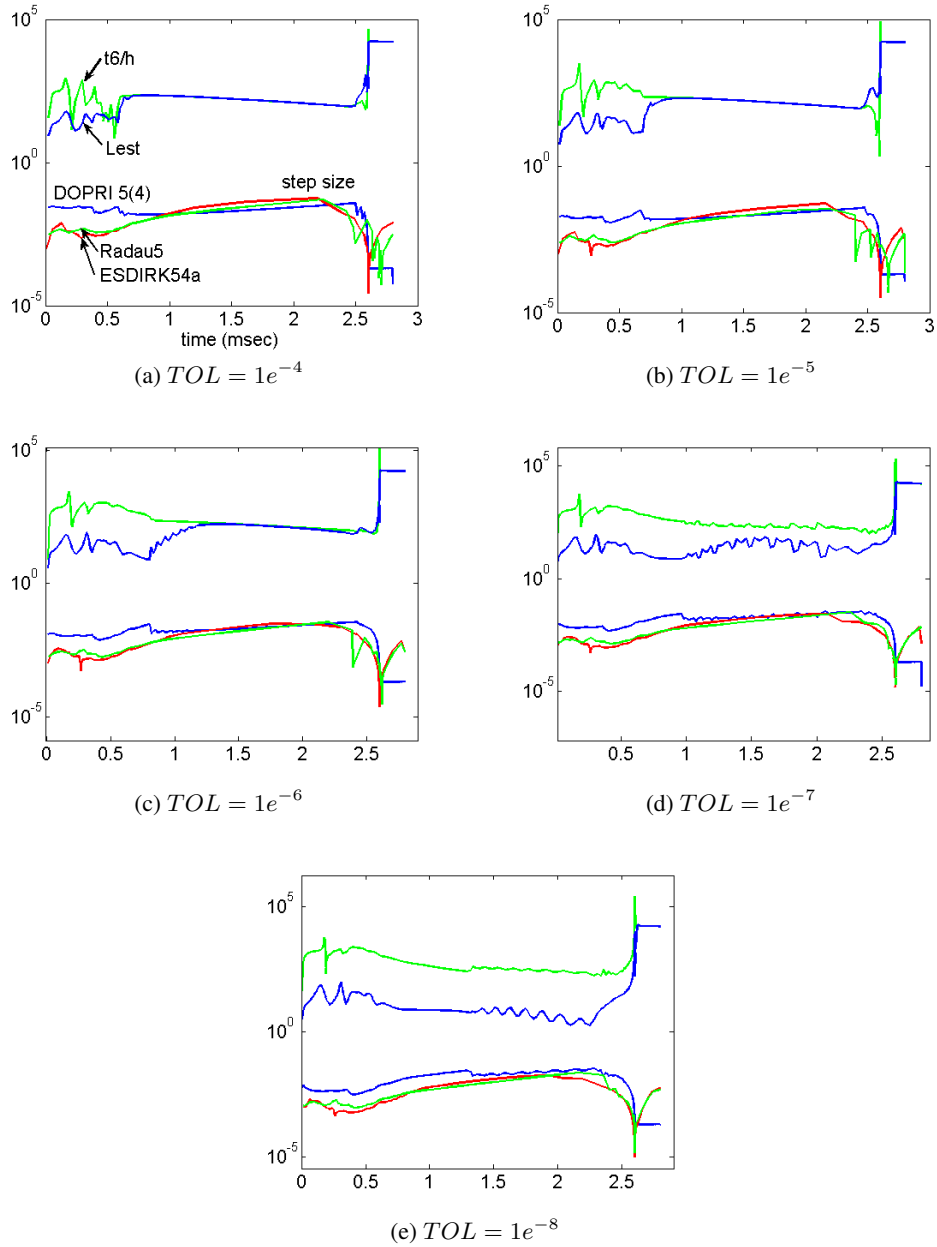 10^5
t6/h
Lest
10^0
DOPRI 5(4)
step size
Radau5
ESDIRK54a
10^-5
0 0.5 1 1.5 2 2.5 3
time (msec)
(a) TOL = 1e^-4
10^5
10^0
10^-5
0 0.5 1 1.5 2 2.5 3
(b) TOL = 1e^-5
10^5
10^0
10^-5
0 0.5 1 1.5 2 2.5
(c) TOL = 1e^-6
10^5
10^0
10^-5
0.5 1 1.5 2 2.5
(d) TOL = 1e^-7
10^5
10^0
10^-5
0 0.5 1 1.5 2 2.5
(e) TOL = 1e^-8